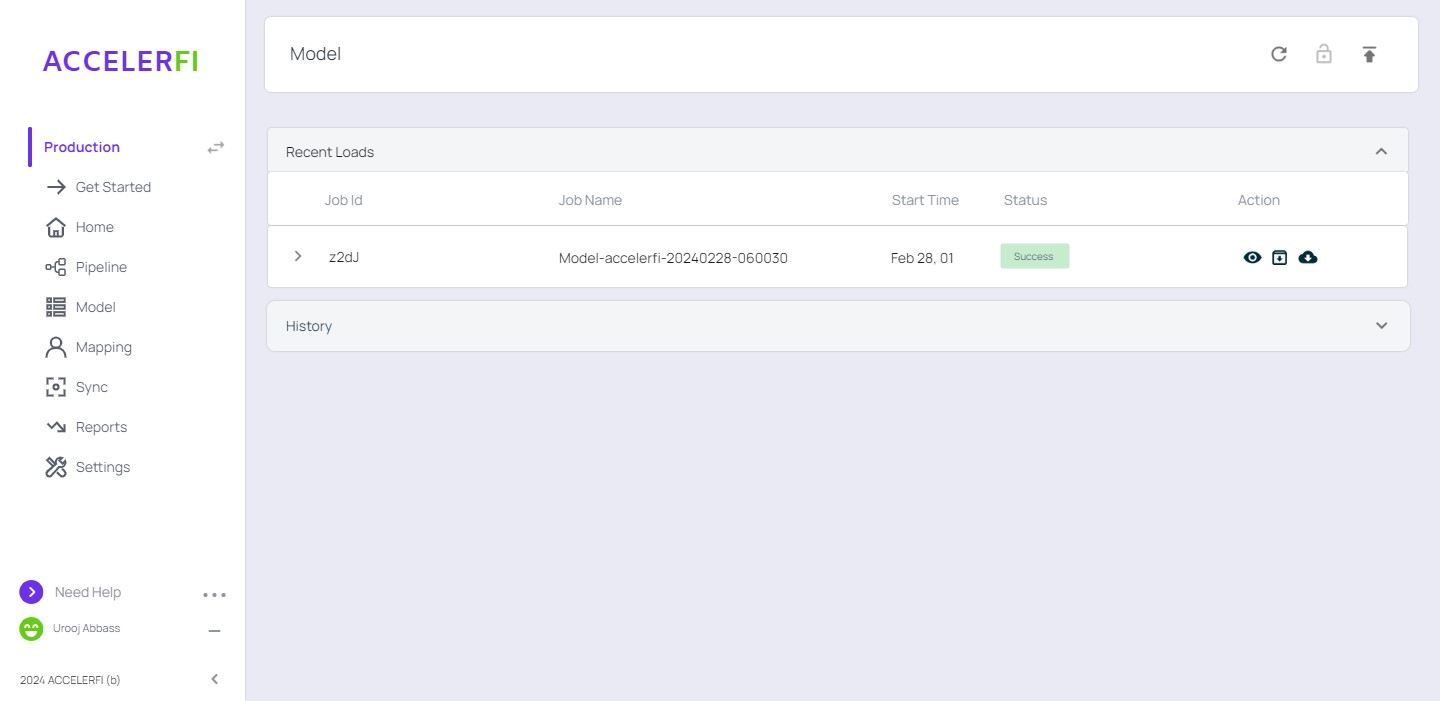 ACCELERFI
Production
Get Started
Home
Pipeline
Model
Mapping
Sync
Reports
Settings
Need Help
Urooj Abbass
2024 ACCELERFI (b)
Model
Recent Loads
Job Id Job Name Start Time Status Action
z2dJ Model-accelerfi-20240228-060030 Feb 28, 01 Success
History